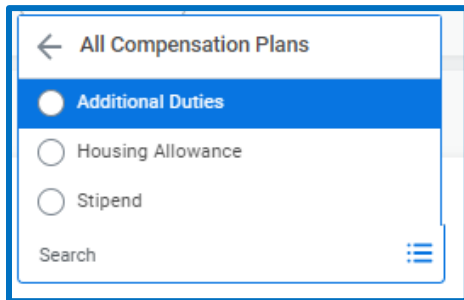 All Compensation Plans
Additional Duties
Housing Allowance
Stipend
Search